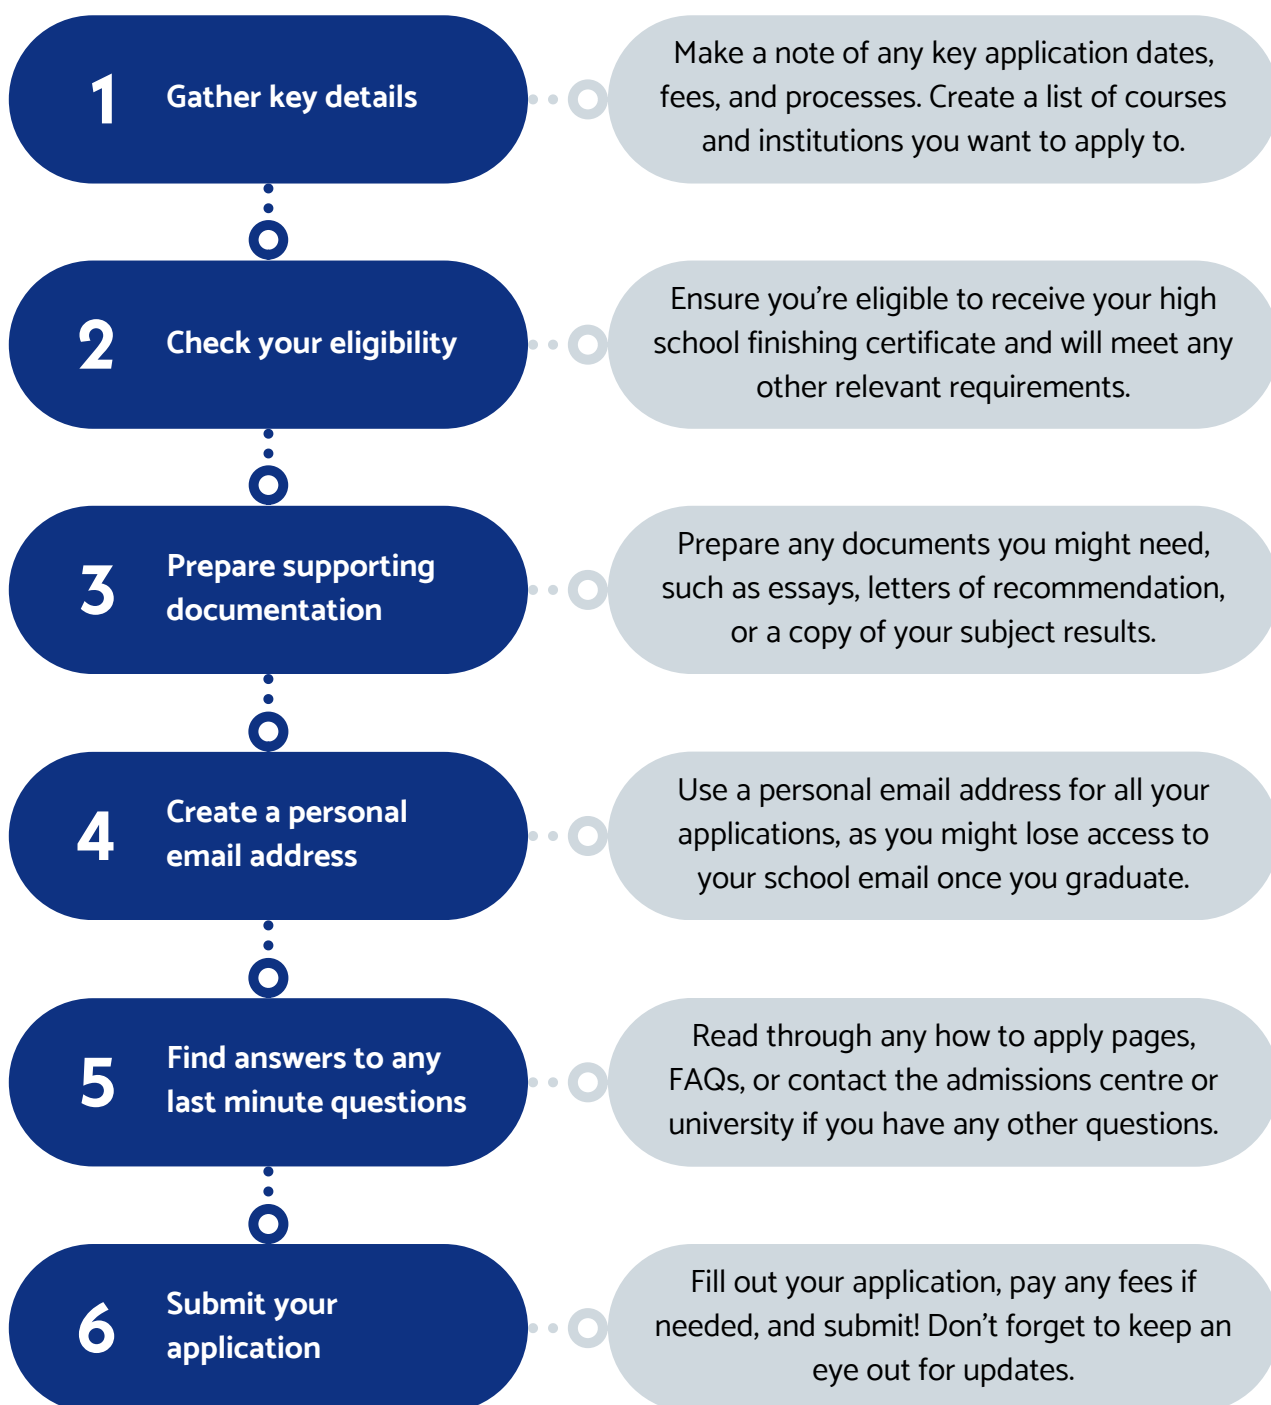 1
Gather key details
Make a note of any key application dates,
fees, and processes. Create a list of courses
and institutions you want to apply to.
2
Check your eligibility
Ensure you’re eligible to receive your high
school finishing certificate and will meet any
other relevant requirements.
3
Prepare supporting
documentation
Prepare any documents you might need,
such as essays, letters of recommendation,
or a copy of your subject results.
4
Create a personal
email address
Use a personal email address for all your
applications, as you might lose access to
your school email once you graduate.
5
Find answers to any
last minute questions
Read through any how to apply pages,
FAQs, or contact the admissions centre or
university if you have any other questions.
6
Submit your
application
Fill out your application, pay any fees if
needed, and submit! Don’t forget to keep an
eye out for updates.